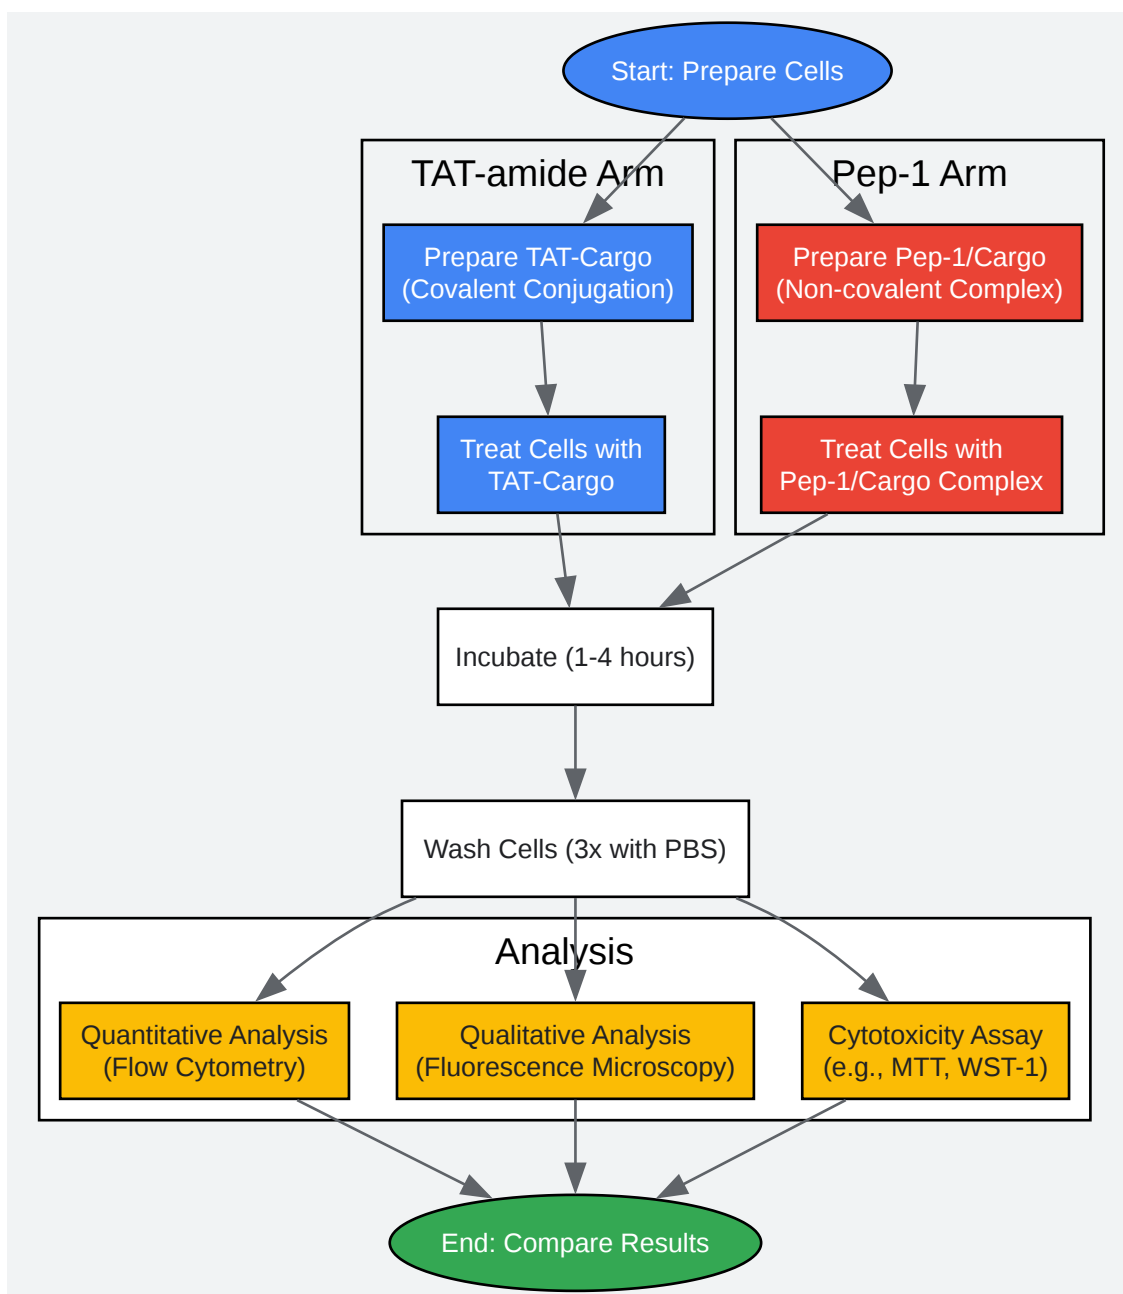 Start: Prepare Cells
TAT-amide Arm
Prepare TAT-Cargo
(Covalent Conjugation)
Treat Cells with
TAT-Cargo
Pep-1 Arm
Prepare Pep-1/Cargo
(Non-covalent Complex)
Treat Cells with
Pep-1/Cargo Complex
Incubate (1-4 hours)
Wash Cells (3x with PBS)
Analysis
Quantitative Analysis
(Flow Cytometry)
Qualitative Analysis
(Fluorescence Microscopy)
Cytotoxicity Assay
(e.g., MTT, WST-1)
End: Compare Results